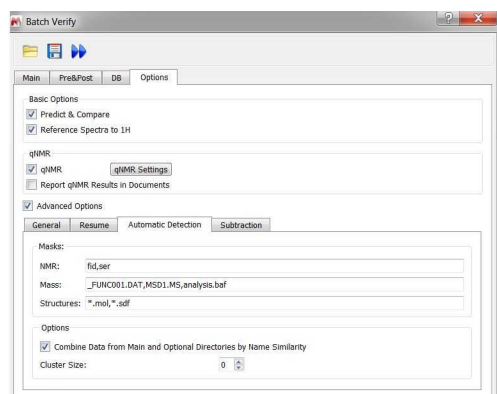 Batch Verify
Main Pre&Post DB Options
Basic Options
Predict & Compare
Reference Spectra to 1H
qNMR
qNMR qNMR Settings
Report qNMR Results in Documents
Advanced Options
General Resume Automatic Detection Subtraction
Masks:
NMR: fid,ser
Mass: _FUNC001.DAT,MSD1.MS,analysis.baf
Structures: *.mol,*.sdf
Options
Combine Data from Main and Optional Directories by Name Similarity
Cluster Size: 0